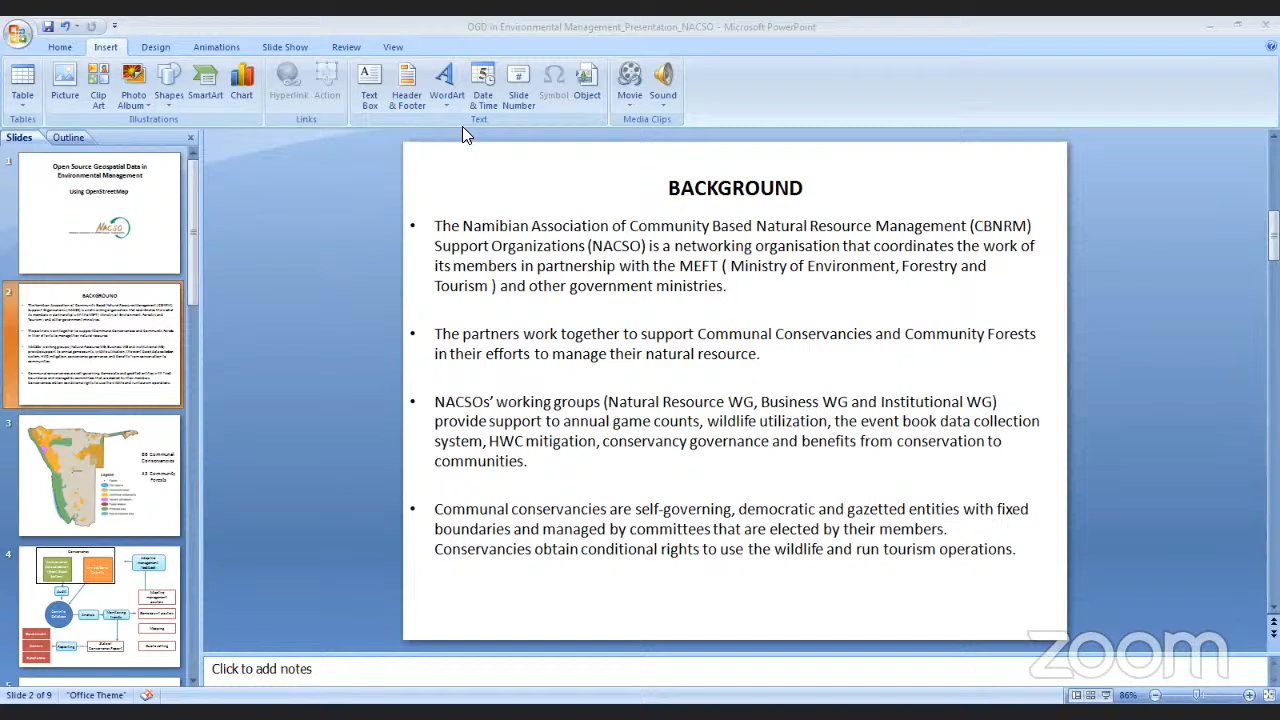 OGD in Environmental Management_Presentation_NACSO - Microsoft PowerPoint
Home Insert Design Animations Slide Show Review View
Table Picture Clip Art Photo Album Shapes SmartArt Chart Hyperlink Action Text Box Header & Footer WordArt Date & Time Slide Number Symbol Object Movie Sound
Tables Illustrations Links Text Media Clips
Slides Outline
1
Open Source Geospatial Data in
Environmental Management
Using OpenStreetMap
NACSO
2
BACKGROUND
3
88 Communal
Conservancies
43 Community
Forests
4
BACKGROUND
• The Namibian Association of Community Based Natural Resource Management (CBNRM)
Support Organizations (NACSO) is a networking organisation that coordinates the work of
its members in partnership with the MEFT ( Ministry of Environment, Forestry and
Tourism ) and other government ministries.
• The partners work together to support Communal Conservancies and Community Forests
in their efforts to manage their natural resource.
• NACSOs’ working groups (Natural Resource WG, Business WG and Institutional WG)
provide support to annual game counts, wildlife utilization, the event book data collection
system, HWC mitigation, conservancy governance and benefits from conservation to
communities.
• Communal conservancies are self-governing, democratic and gazetted entities with fixed
boundaries and managed by committees that are elected by their members.
Conservancies obtain conditional rights to use the wildlife and run tourism operations.
Click to add notes
zoom
Slide 2 of 9 "Office Theme" 86%